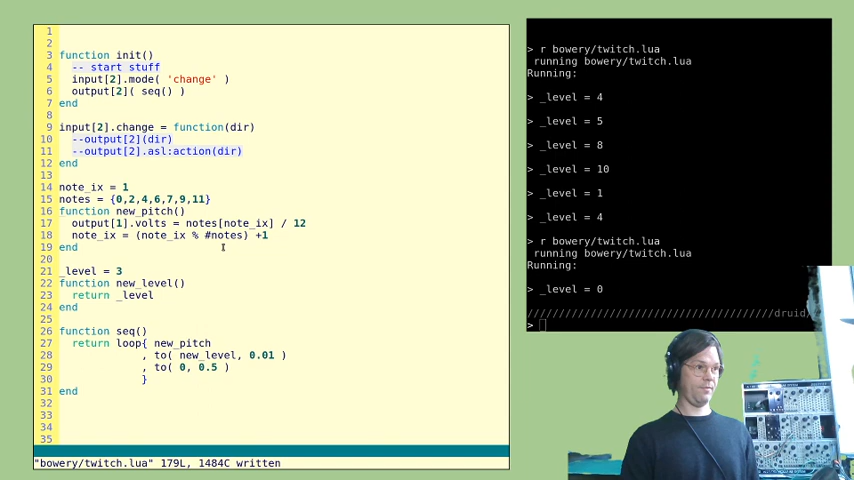 1
2
3 function init()
4   -- start stuff
5   input[2].mode( 'change' )
6   output[2]( seq() )
7 end
8
9 input[2].change = function(dir)
10   --output[2](dir)
11   --output[2].asl:action(dir)
12 end
13
14 note_ix = 1
15 notes = {0,2,4,6,7,9,11}
16 function new_pitch()
17   output[1].volts = notes[note_ix] / 12
18   note_ix = (note_ix % #notes) +1
19 end
20
21 _level = 3
22 function new_level()
23   return _level
24 end
25
26 function seq()
27   return loop{ new_pitch
28              , to( new_level, 0.01 )
29              , to( 0, 0.5 )
30              }
31 end
32
33
34
35
"bowery/twitch.lua" 179L, 1484C written
> r bowery/twitch.lua
running bowery/twitch.lua
Running:
> _level = 4
> _level = 5
> _level = 8
> _level = 10
> _level = 1
> _level = 4
> r bowery/twitch.lua
running bowery/twitch.lua
Running:
> _level = 0
////////////////////////////////////////druid/
>